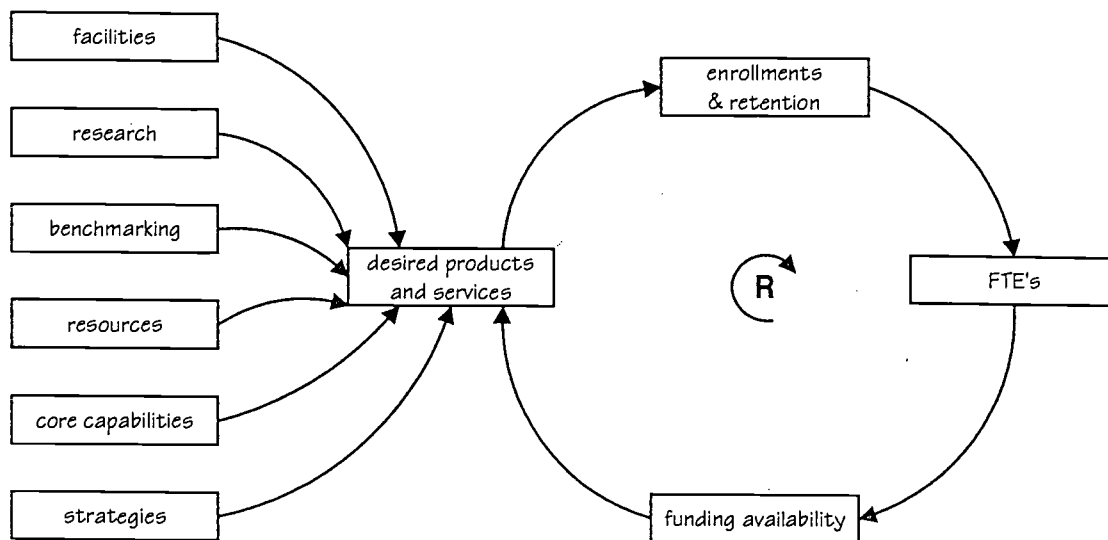 facilities
research
benchmarking
resources
core capabilities
strategies
desired products
and services
enrollments
& retention
R
FTE's
funding availability